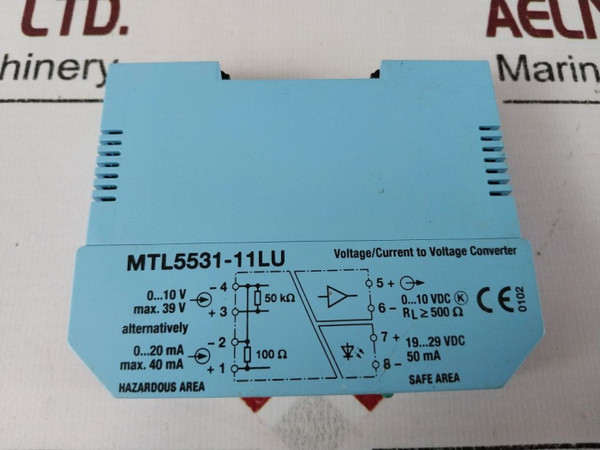 LTD.
AELM
chinery
Marin
MTL5531-11LU
Voltage/Current to Voltage Converter
0...10 V
max. 39 V
alternatively
0...20 mA
max. 40 mA
HAZARDOUS AREA
- 4
+ 3
- 2
+ 1
50 kΩ
100 Ω
5 +
6 -
0...10 VDC K
RL ≥ 500 Ω
7 +
8 -
19...29 VDC
50 mA
SAFE AREA
CE
0102